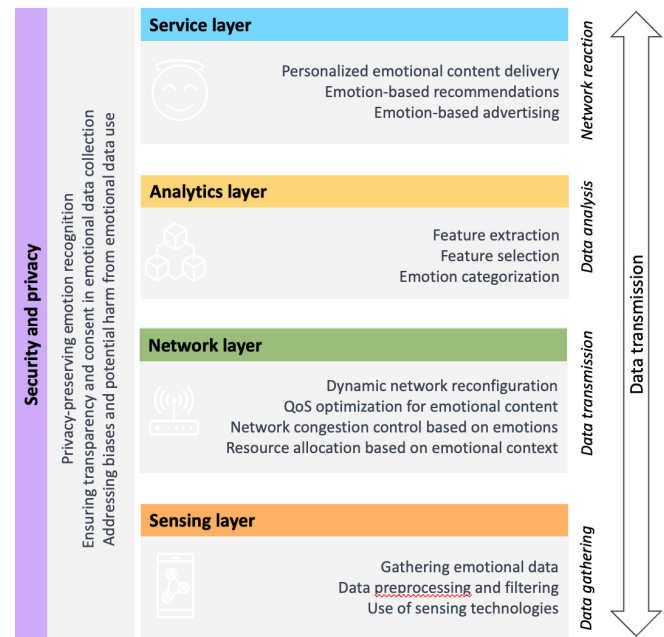 Security and privacy
Privacy-preserving emotion recognition
Ensuring transparency and consent in emotional data collection
Addressing biases and potential harm from emotional data use
Service layer
Personalized emotional content delivery
Emotion-based recommendations
Emotion-based advertising
Network reaction
Analytics layer
Feature extraction
Feature selection
Emotion categorization
Data analysis
Network layer
Dynamic network reconfiguration
QoS optimization for emotional content
Network congestion control based on emotions
Resource allocation based on emotional context
Data transmission
Sensing layer
Gathering emotional data
Data preprocessing and filtering
Use of sensing technologies
Data gathering
Data transmission